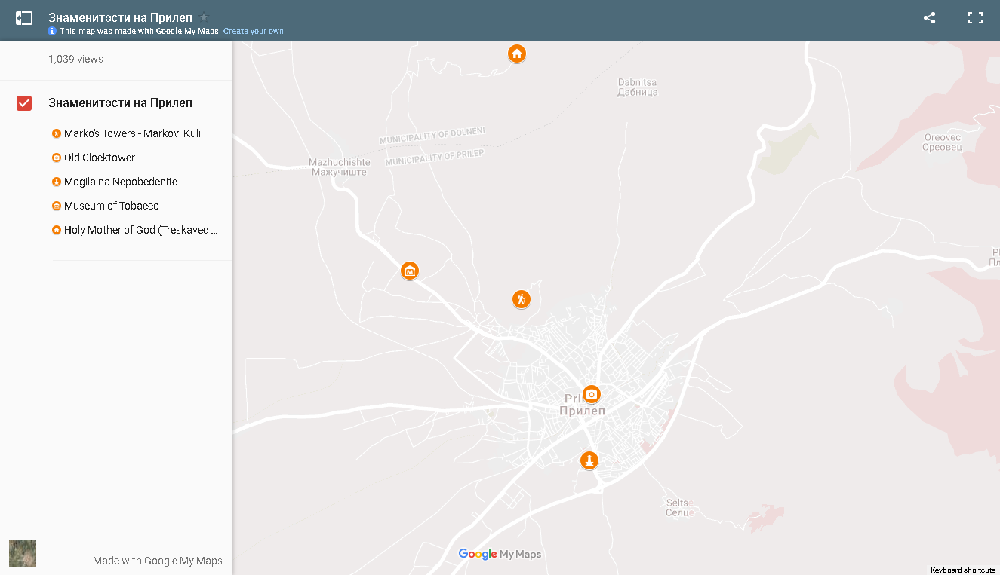 Знаменитости на Прилеп
This map was made with Google My Maps. Create your own.
1,039 views
Знаменитости на Прилеп
Marko's Towers - Markovi Kuli
Old Clocktower
Mogila na Nepobedenite
Museum of Tobacco
Holy Mother of God (Treskavec ...
Made with Google My Maps
Dabnitsa
Дабница
MUNICIPALITY OF DOLNENI
MUNICIPALITY OF PRILEP
Mazhuchishte
Мажучиште
Oreovec
Ореовец
Прилеп
Seltse
Селце
Google My Maps
Keyboard shortcuts